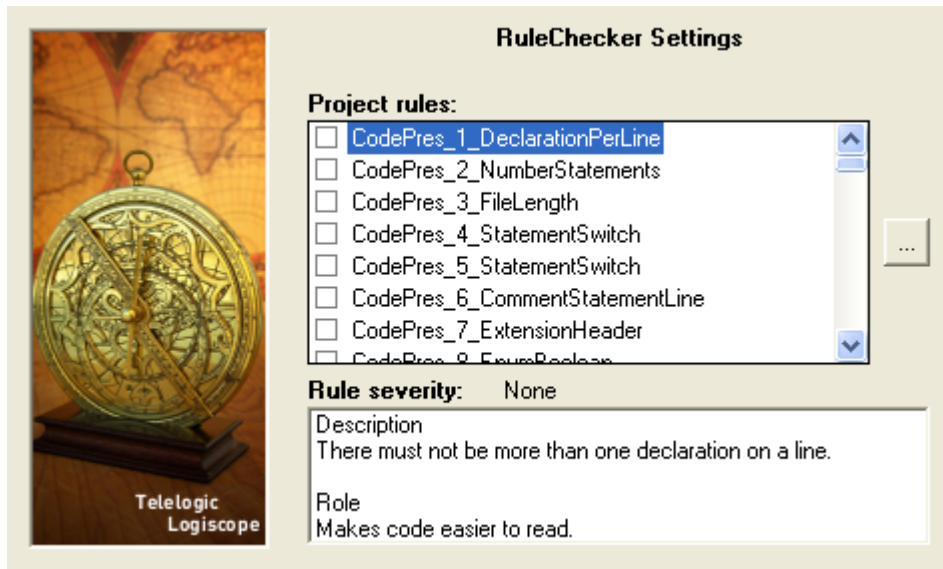 RuleChecker Settings
Project rules:
CodePres_1_DeclarationPerLine
CodePres_2_NumberStatements
CodePres_3_FileLength
CodePres_4_StatementSwitch
CodePres_5_StatementSwitch
CodePres_6_CommentStatementLine
CodePres_7_ExtensionHeader
CodePres_8_EnumBoolean
...
Rule severity: None
Description
There must not be more than one declaration on a line.
Role
Makes code easier to read.
Telelogic
Logiscope